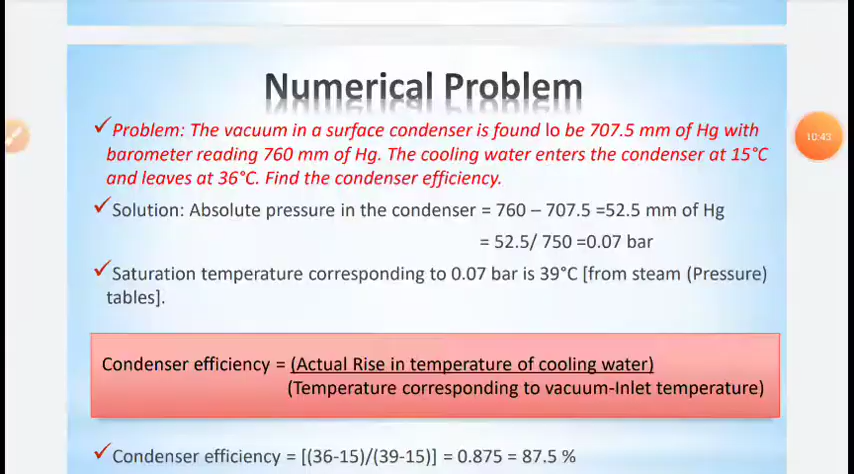 Numerical Problem
✓Problem: The vacuum in a surface condenser is found lo be 707.5 mm of Hg with
barometer reading 760 mm of Hg. The cooling water enters the condenser at 15°C
and leaves at 36°C. Find the condenser efficiency.
10:43
✓Solution: Absolute pressure in the condenser = 760 – 707.5 =52.5 mm of Hg
= 52.5/ 750 =0.07 bar
✓Saturation temperature corresponding to 0.07 bar is 39°C [from steam (Pressure)
tables].
Condenser efficiency = (Actual Rise in temperature of cooling water)
(Temperature corresponding to vacuum-Inlet temperature)
✓Condenser efficiency = [(36-15)/(39-15)] = 0.875 = 87.5 %